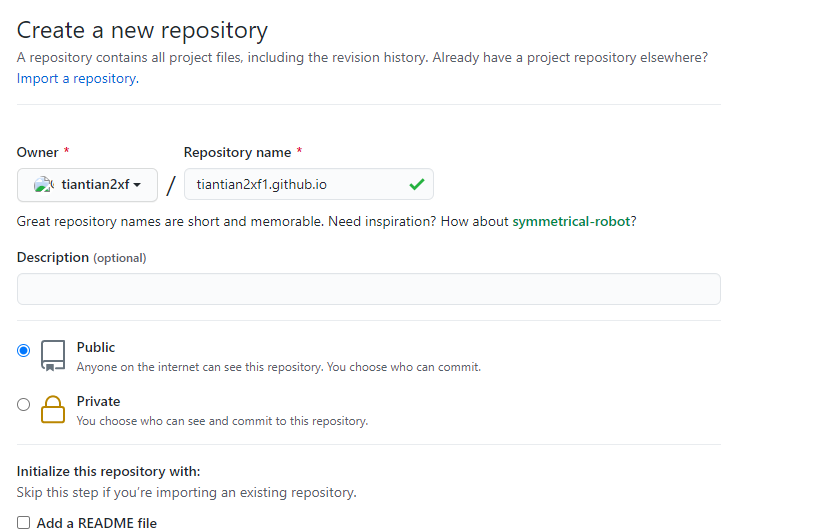 Create a new repository
A repository contains all project files, including the revision history. Already have a project repository elsewhere?
Import a repository.
Owner * Repository name *
tiantian2xf / tiantian2xf1.github.io
Great repository names are short and memorable. Need inspiration? How about symmetrical-robot?
Description (optional)
Public
Anyone on the internet can see this repository. You choose who can commit.
Private
You choose who can see and commit to this repository.
Initialize this repository with:
Skip this step if you're importing an existing repository.
Add a README file